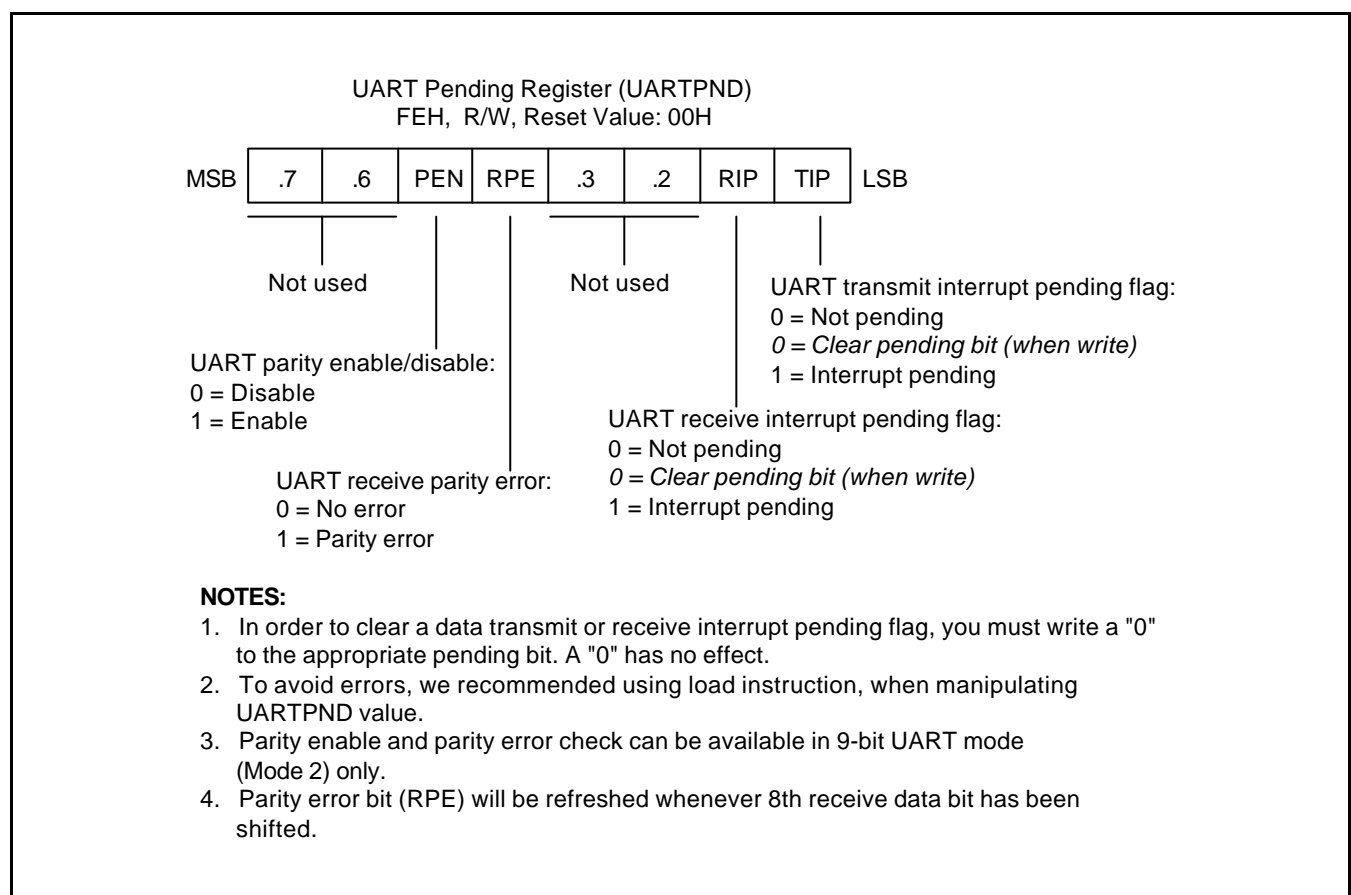 UART Pending Register (UARTPND)
FEH, R/W, Reset Value: 00H
MSB .7 .6 PEN RPE .3 .2 RIP TIP LSB
Not used
Not used
UART transmit interrupt pending flag:
0 = Not pending
0 = Clear pending bit (when write)
1 = Interrupt pending
UART parity enable/disable:
0 = Disable
1 = Enable
UART receive interrupt pending flag:
0 = Not pending
0 = Clear pending bit (when write)
1 = Interrupt pending
UART receive parity error:
0 = No error
1 = Parity error
NOTES:
1. In order to clear a data transmit or receive interrupt pending flag, you must write a "0"
to the appropriate pending bit. A "0" has no effect.
2. To avoid errors, we recommended using load instruction, when manipulating
UARTPND value.
3. Parity enable and parity error check can be available in 9-bit UART mode
(Mode 2) only.
4. Parity error bit (RPE) will be refreshed whenever 8th receive data bit has been
shifted.